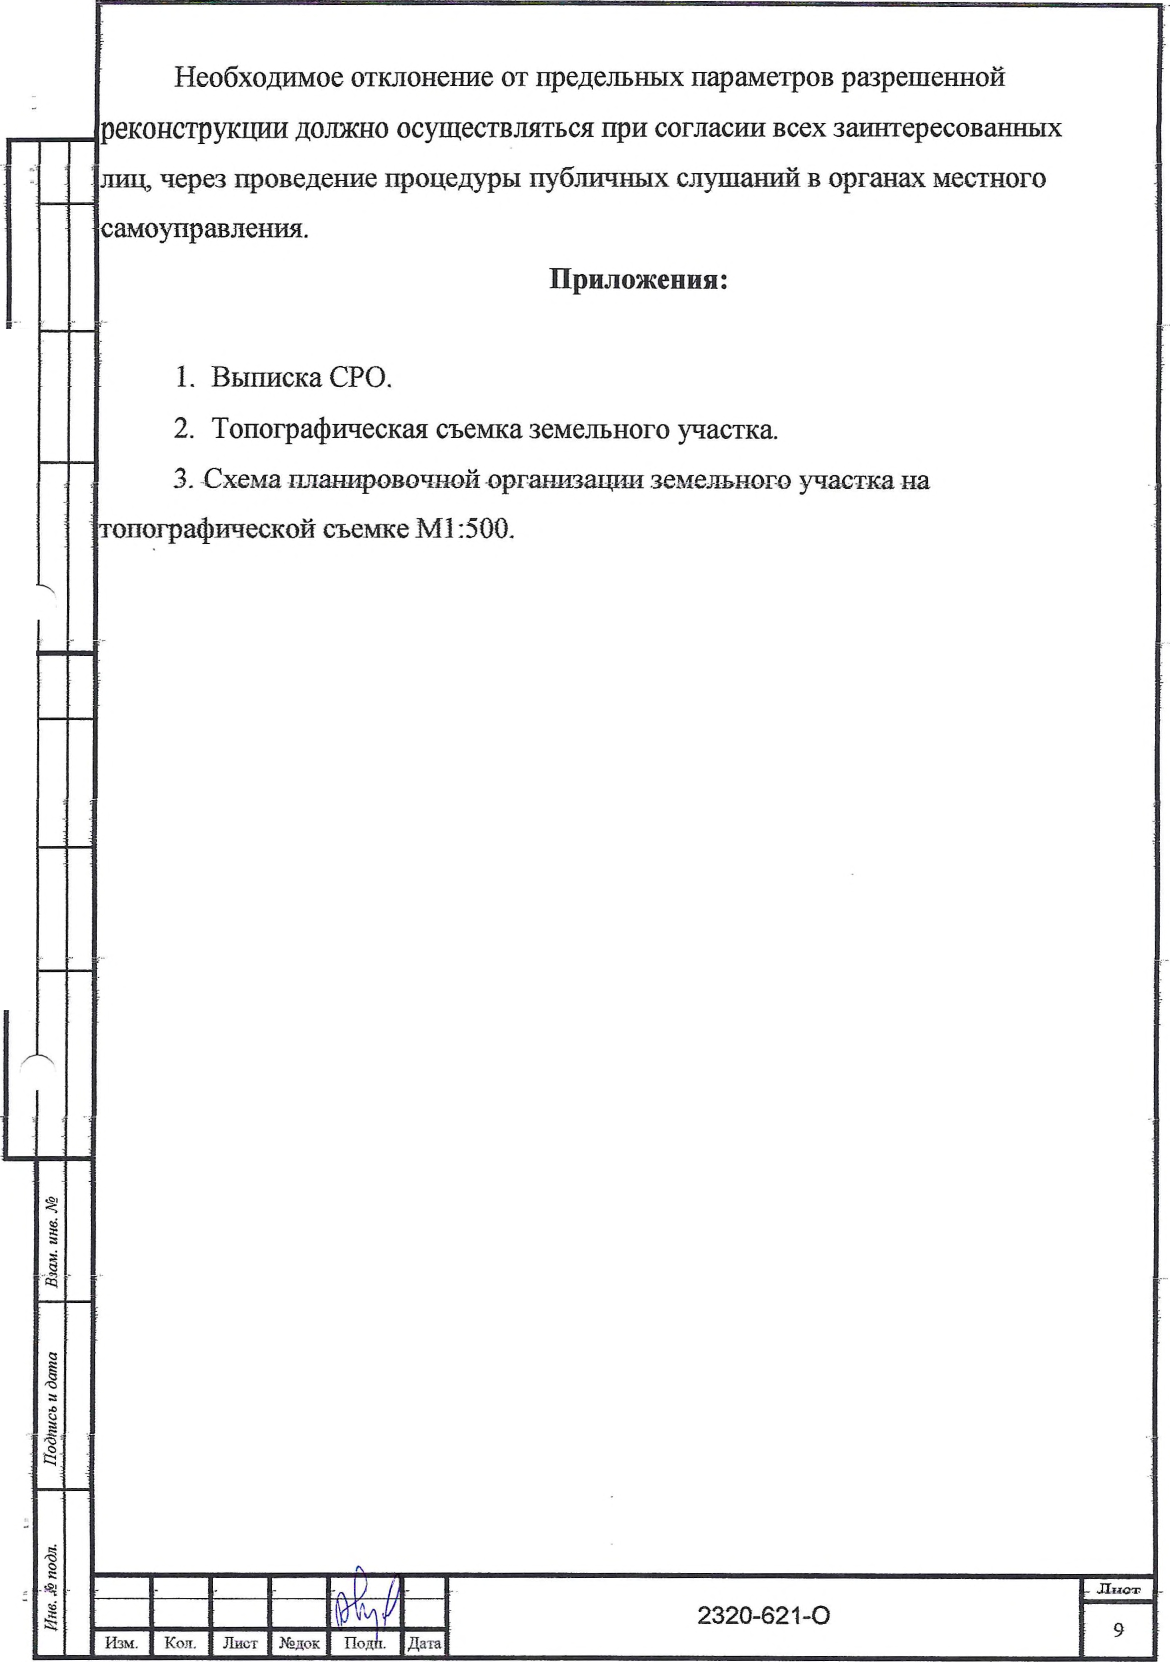 Необходимое отклонение от предельных параметров разрешенной
реконструкции должно осуществляться при согласии всех заинтересованных
лиц, через проведение процедуры публичных слушаний в органах местного
самоуправления.
Приложения:
1. Выписка СРО.
2. Топографическая съемка земельного участка.
3. Схема планировочной организации земельного участка на
топографической съемке М1:500.
Взам. инв. №
Подпись и дата
Инв. № подл.
Изм. Кол. Лист №док Подп. Дата
2320-621-О
Лист
9